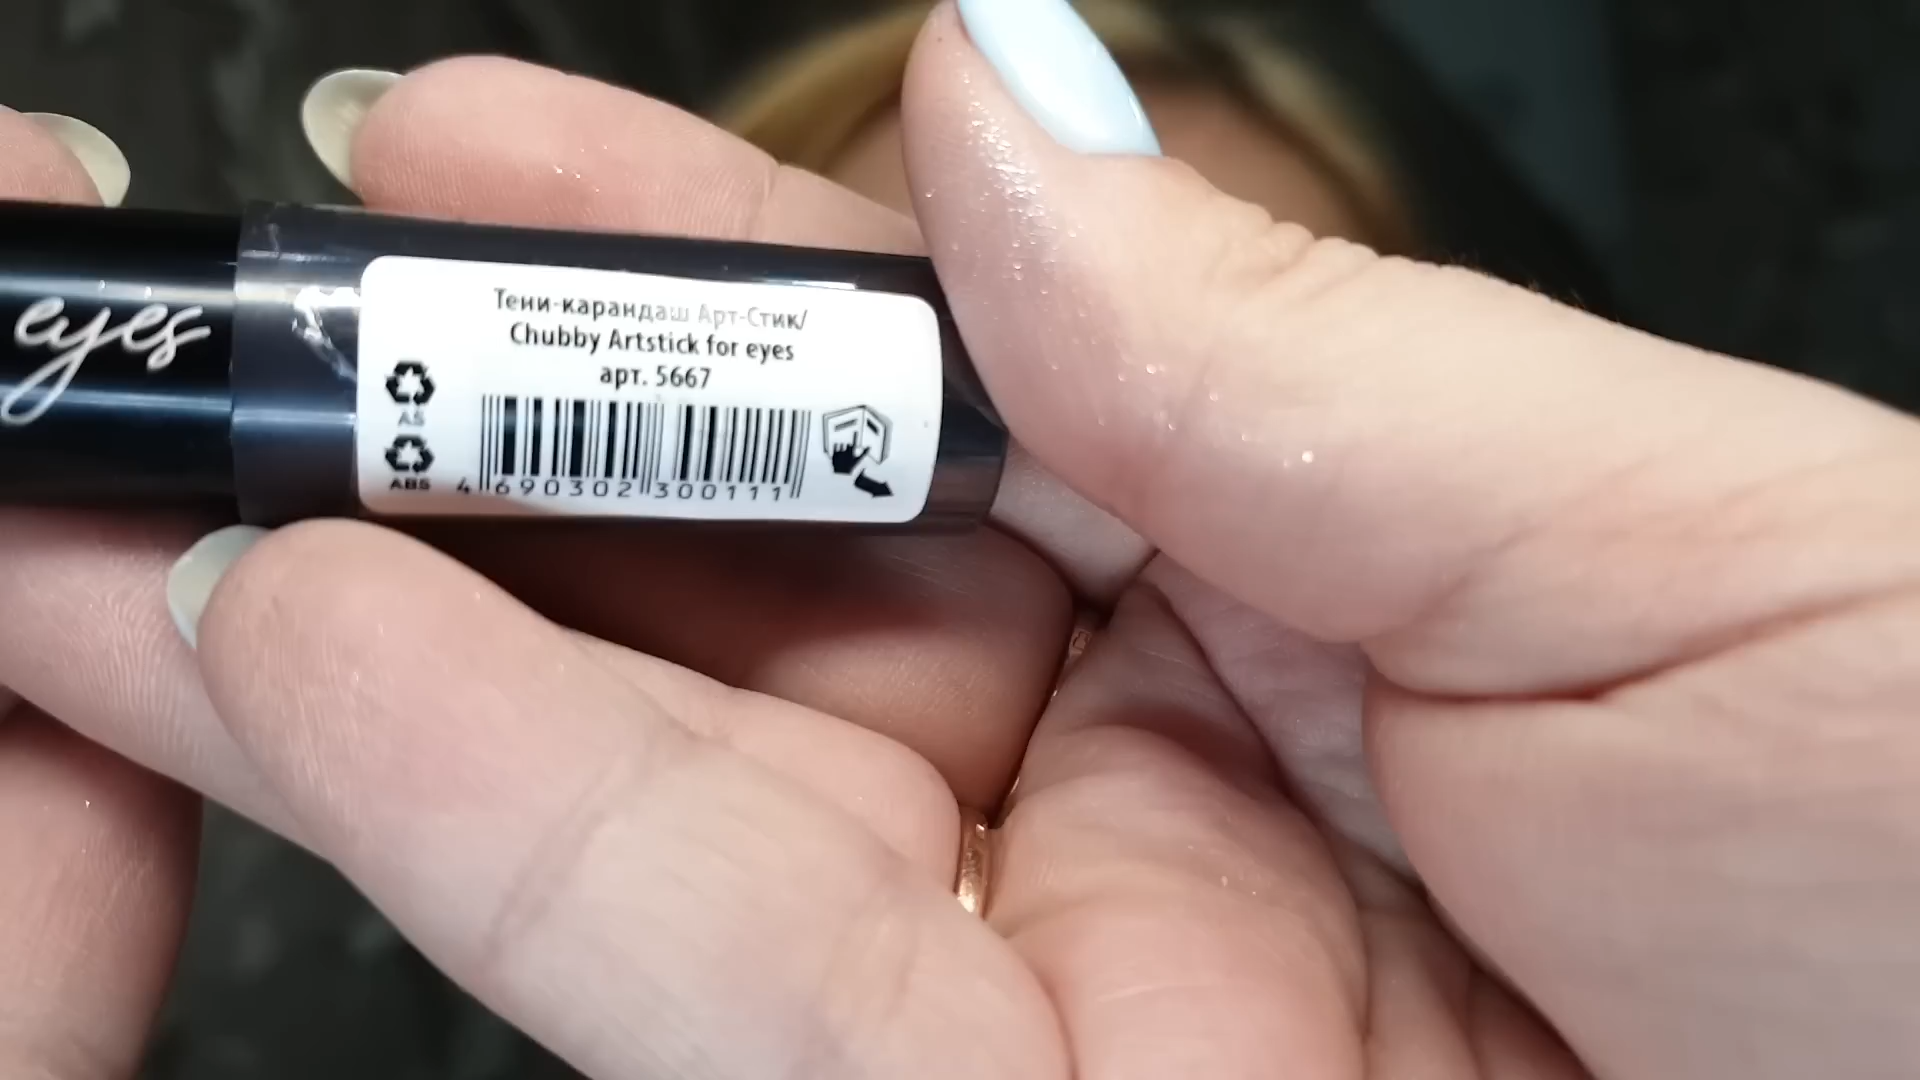 eyes
Тени-карандаш Арт-Стик/
Chubby Artstick for eyes
арт. 5667
AS
ABS
4 690302 300111